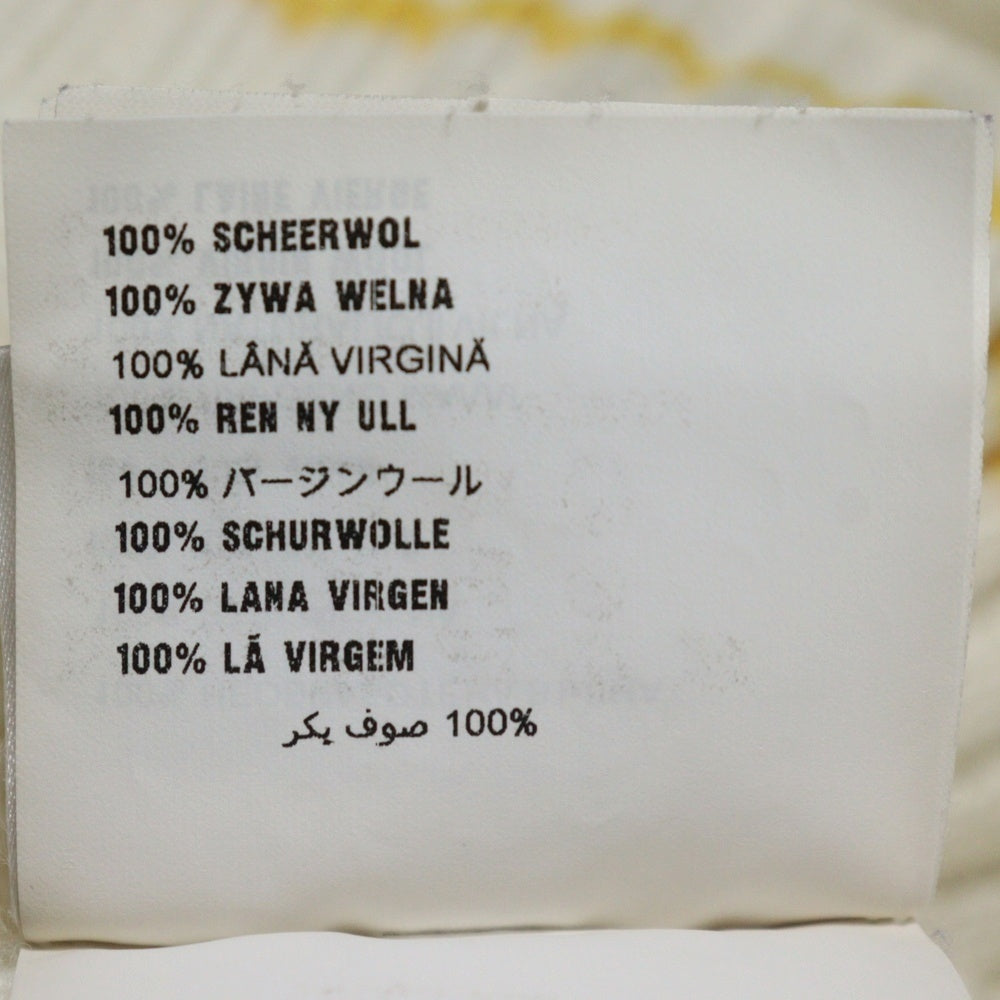 100% SCHEERWOL
100% ZYWA WELNA
100% LÂNĂ VIRGINĂ
100% REN NY ULL
100% バージンウール
100% SCHURWOLLE
100% LANA VIRGEN
100% LÃ VIRGEM
100% صوف بكر